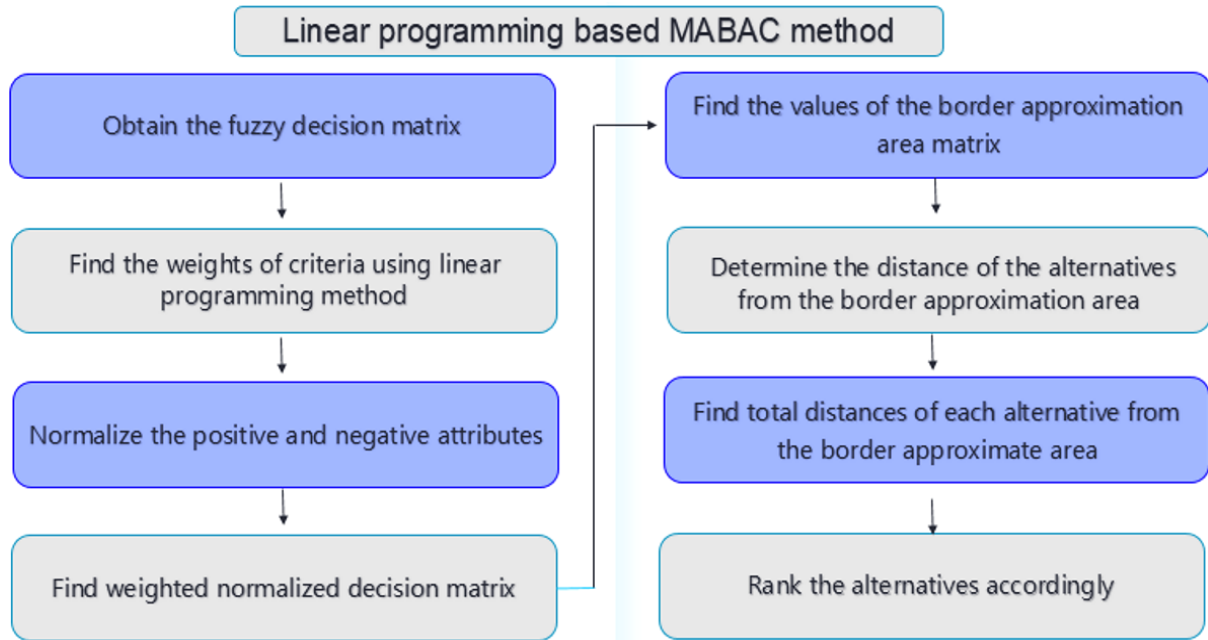 Linear programming based MABAC method
Obtain the fuzzy decision matrix
Find the weights of criteria using linear
programming method
Normalize the positive and negative attributes
Find weighted normalized decision matrix
Find the values of the border approximation
area matrix
Determine the distance of the alternatives
from the border approximation area
Find total distances of each alternative from
the border approximate area
Rank the alternatives accordingly